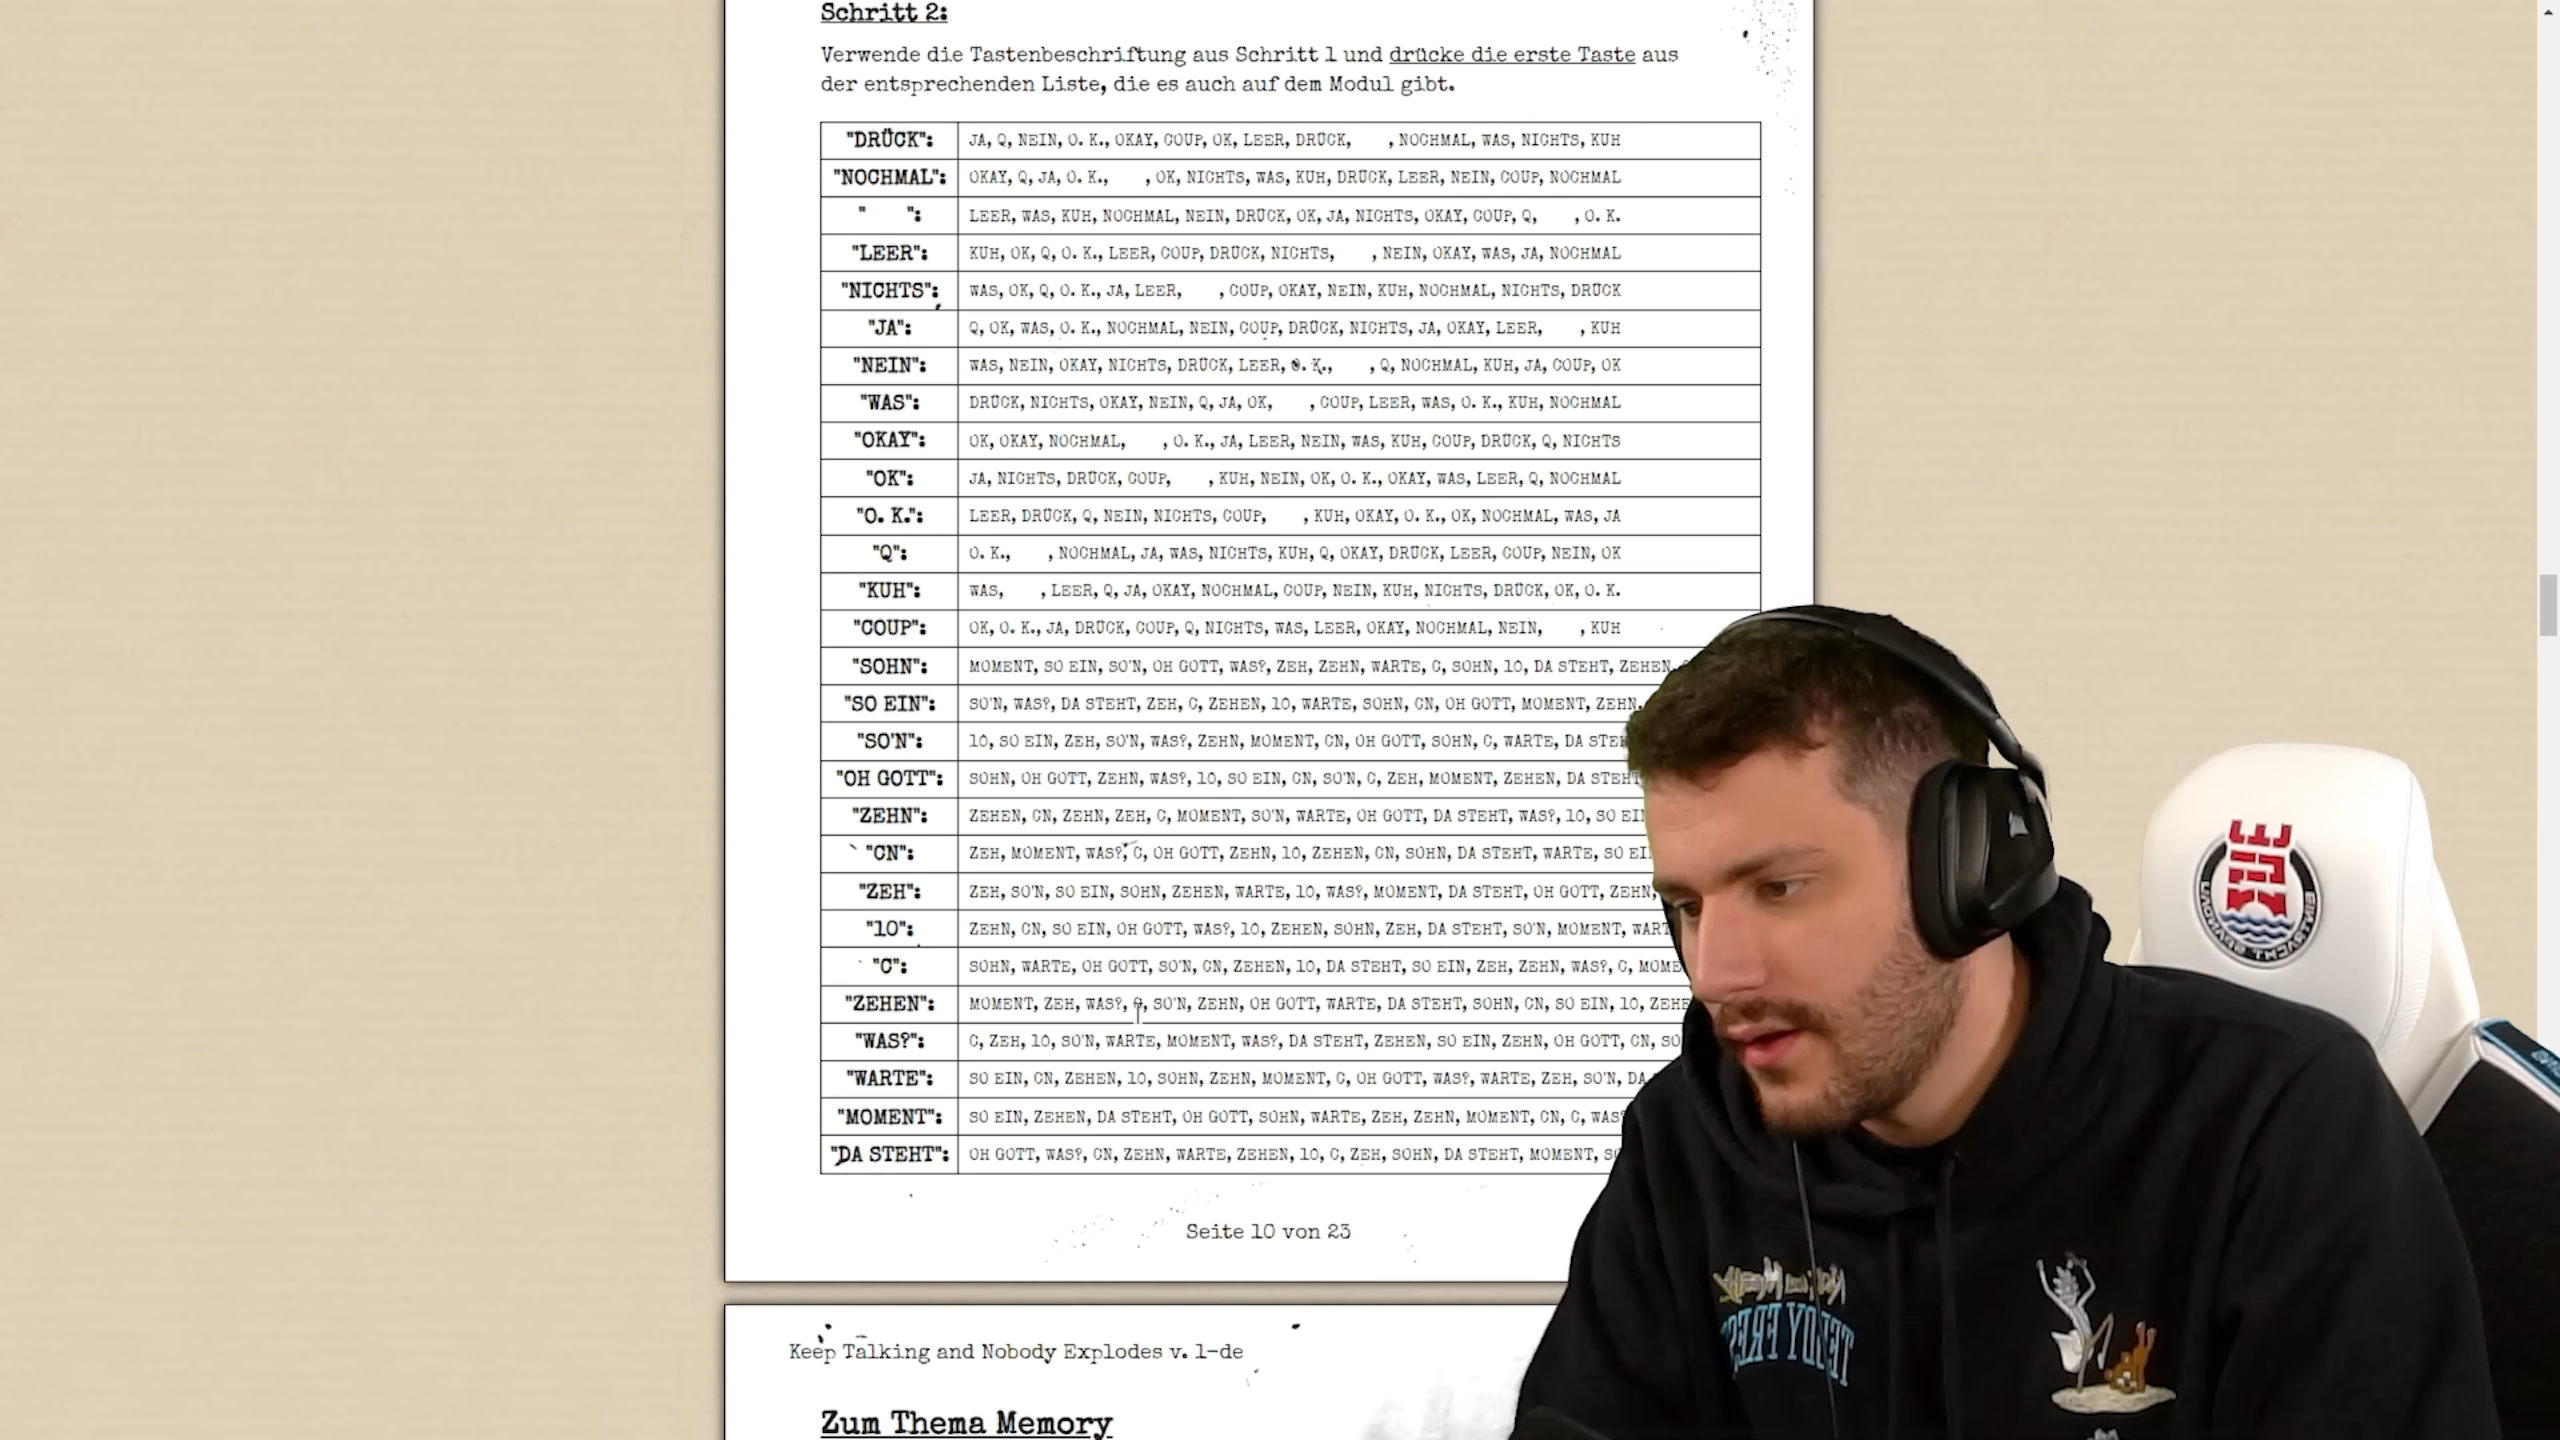 Schritt 2:
Verwende die Tastenbeschriftung aus Schritt 1 und drücke die erste Taste aus
der entsprechenden Liste, die es auch auf dem Modul gibt.
"DRÜCK": JA, Q, NEIN, O. K., OKAY, COUP, OK, LEER, DRÜCK,    , NOCHMAL, WAS, NICHTS, KUH
"NOCHMAL": OKAY, Q, JA, O. K.,    , OK, NICHTS, WAS, KUH, DRÜCK, LEER, NEIN, COUP, NOCHMAL
"    ": LEER, WAS, KUH, NOCHMAL, NEIN, DRÜCK, OK, JA, NICHTS, OKAY, COUP, Q,    , O. K.
"LEER": KUH, OK, Q, O. K., LEER, COUP, DRÜCK, NICHTS,    , NEIN, OKAY, WAS, JA, NOCHMAL
"NICHTS": WAS, OK, Q, O. K., JA, LEER,    , COUP, OKAY, NEIN, KUH, NOCHMAL, NICHTS, DRÜCK
"JA": Q, OK, WAS, O. K., NOCHMAL, NEIN, COUP, DRÜCK, NICHTS, JA, OKAY, LEER,    , KUH
"NEIN": WAS, NEIN, OKAY, NICHTS, DRÜCK, LEER, O. K.,    , Q, NOCHMAL, KUH, JA, COUP, OK
"WAS": DRÜCK, NICHTS, OKAY, NEIN, Q, JA, OK,    , COUP, LEER, WAS, O. K., KUH, NOCHMAL
"OKAY": OK, OKAY, NOCHMAL,    , O. K., JA, LEER, NEIN, WAS, KUH, COUP, DRÜCK, Q, NICHTS
"OK": JA, NICHTS, DRÜCK, COUP,    , KUH, NEIN, OK, O. K., OKAY, WAS, LEER, Q, NOCHMAL
"O. K.": LEER, DRÜCK, Q, NEIN, NICHTS, COUP,    , KUH, OKAY, O. K., OK, NOCHMAL, WAS, JA
"Q": O. K.,    , NOCHMAL, JA, WAS, NICHTS, KUH, Q, OKAY, DRÜCK, LEER, COUP, NEIN, OK
"KUH": WAS,    , LEER, Q, JA, OKAY, NOCHMAL, COUP, NEIN, KUH, NICHTS, DRÜCK, OK, O. K.
"COUP": OK, O. K., JA, DRÜCK, COUP, Q, NICHTS, WAS, LEER, OKAY, NOCHMAL, NEIN,    , KUH
"SOHN": MOMENT, SO EIN, SO'N, OH GOTT, WAS?, ZEH, ZEHN, WARTE, C, SOHN, 10, DA STEHT, ZEHEN,
"SO EIN": SO'N, WAS?, DA STEHT, ZEH, C, ZEHEN, 10, WARTE, SOHN, CN, OH GOTT, MOMENT, ZEHN,
"SO'N": 10, SO EIN, ZEH, SO'N, WAS?, ZEHN, MOMENT, CN, OH GOTT, SOHN, C, WARTE, DA
"OH GOTT": SOHN, OH GOTT, ZEHN, WAS?, 10, SO EIN, CN, SO'N, C, ZEH, MOMENT, ZEHEN, DA STEHT
"ZEHN": ZEHEN, CN, ZEHN, ZEH, C, MOMENT, SO'N, WARTE, OH GOTT, DA STEHT, WAS?, 10, SO
"CN": ZEH, MOMENT, WAS?, C, OH GOTT, ZEHN, 10, ZEHEN, CN, SOHN, DA STEHT, WARTE, SO
"ZEH": ZEH, SO'N, SO EIN, SOHN, ZEHEN, WARTE, 10, WAS?, MOMENT, DA STEHT, OH GOTT, ZEHN,
"10": ZEHN, CN, SO EIN, OH GOTT, WAS?, 10, ZEHEN, SOHN, ZEH, DA STEHT, SO'N, MOMENT,
"C": SOHN, WARTE, OH GOTT, SO'N, CN, ZEHEN, 10, DA STEHT, SO EIN, ZEH, ZEHN, WAS?, C,
"ZEHEN": MOMENT, ZEH, WAS?, C, SO'N, ZEHN, OH GOTT, WARTE, DA STEHT, SOHN, CN, SO EIN, 10,
"WAS?": C, ZEH, 10, SO'N, WARTE, MOMENT, WAS?, DA STEHT, ZEHEN, SO EIN, ZEHN, OH GOTT, CN,
"WARTE": SO EIN, CN, ZEHEN, 10, SOHN, ZEHN, MOMENT, C, OH GOTT, WAS?, WARTE, ZEH, SO'N, DA
"MOMENT": SO EIN, ZEHEN, DA STEHT, OH GOTT, SOHN, WARTE, ZEH, ZEHN, MOMENT, CN, C,
"DA STEHT": OH GOTT, WAS?, CN, ZEHN, WARTE, ZEHEN, 10, C, ZEH, SOHN, DA STEHT, MOMENT,
Seite 10 von 23
Keep Talking and Nobody Explodes v. 1-de
Zum Thema Memory